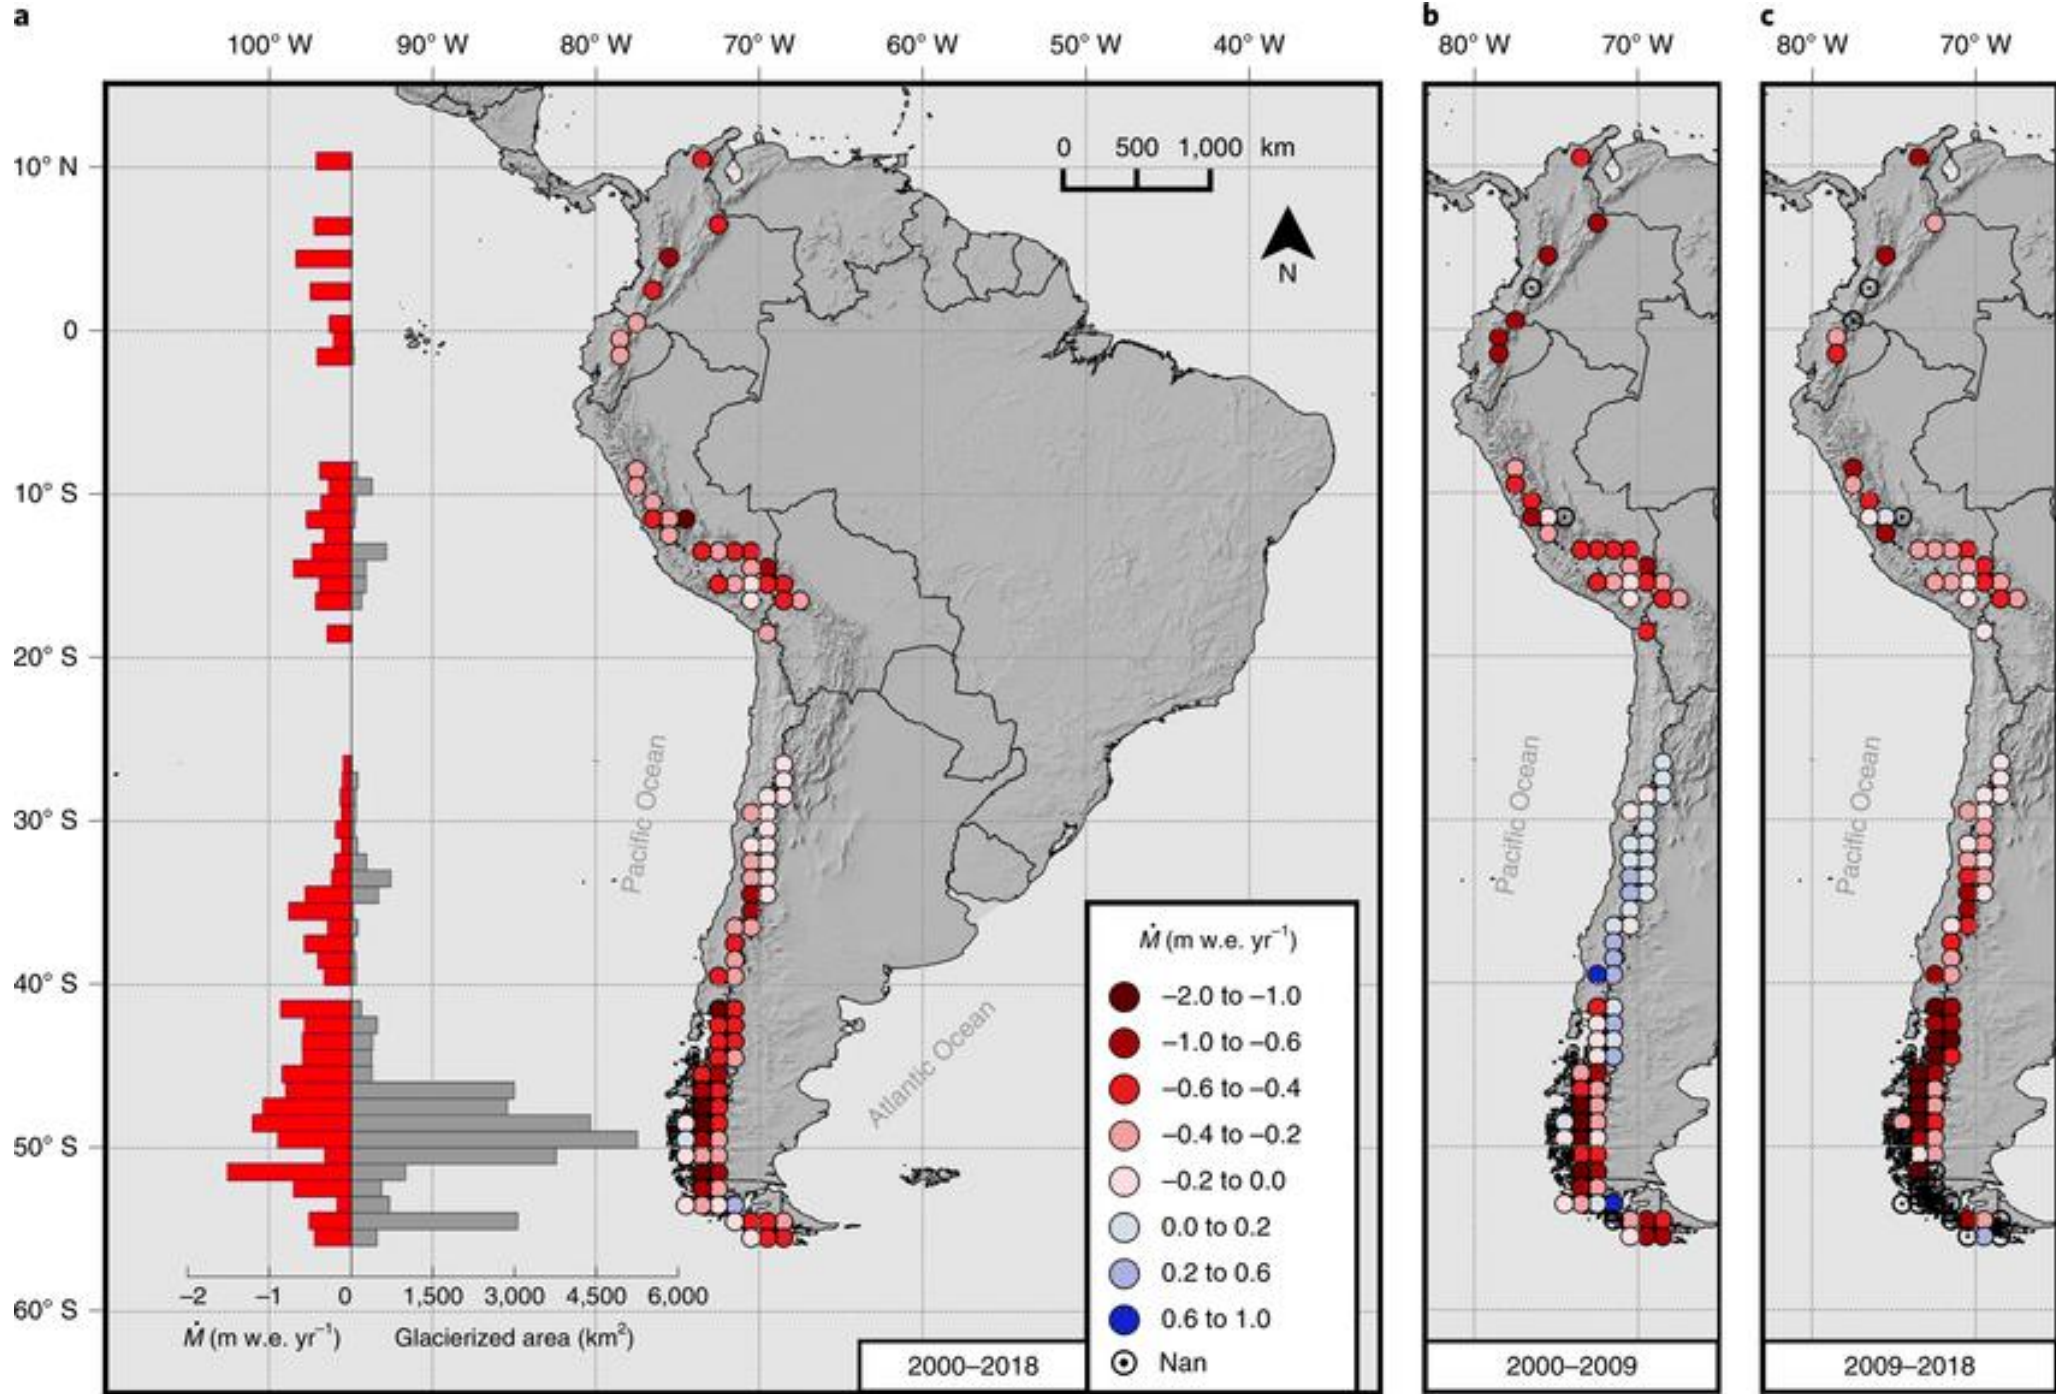 a
100° W 90° W 80° W 70° W 60° W 50° W 40° W
10° N
0
10° S
20° S
30° S
40° S
50° S
60° S
0 500 1,000 km
N
Pacific Ocean
Atlantic Ocean
−2 −1 0 1,500 3,000 4,500 6,000
Ṁ (m w.e. yr⁻¹) Glacierized area (km²)
Ṁ (m w.e. yr⁻¹)
−2.0 to −1.0
−1.0 to −0.6
−0.6 to −0.4
−0.4 to −0.2
−0.2 to 0.0
0.0 to 0.2
0.2 to 0.6
0.6 to 1.0
Nan
2000–2018
b
80° W 70° W
Pacific Ocean
2000–2009
c
80° W 70° W
Pacific Ocean
2009–2018